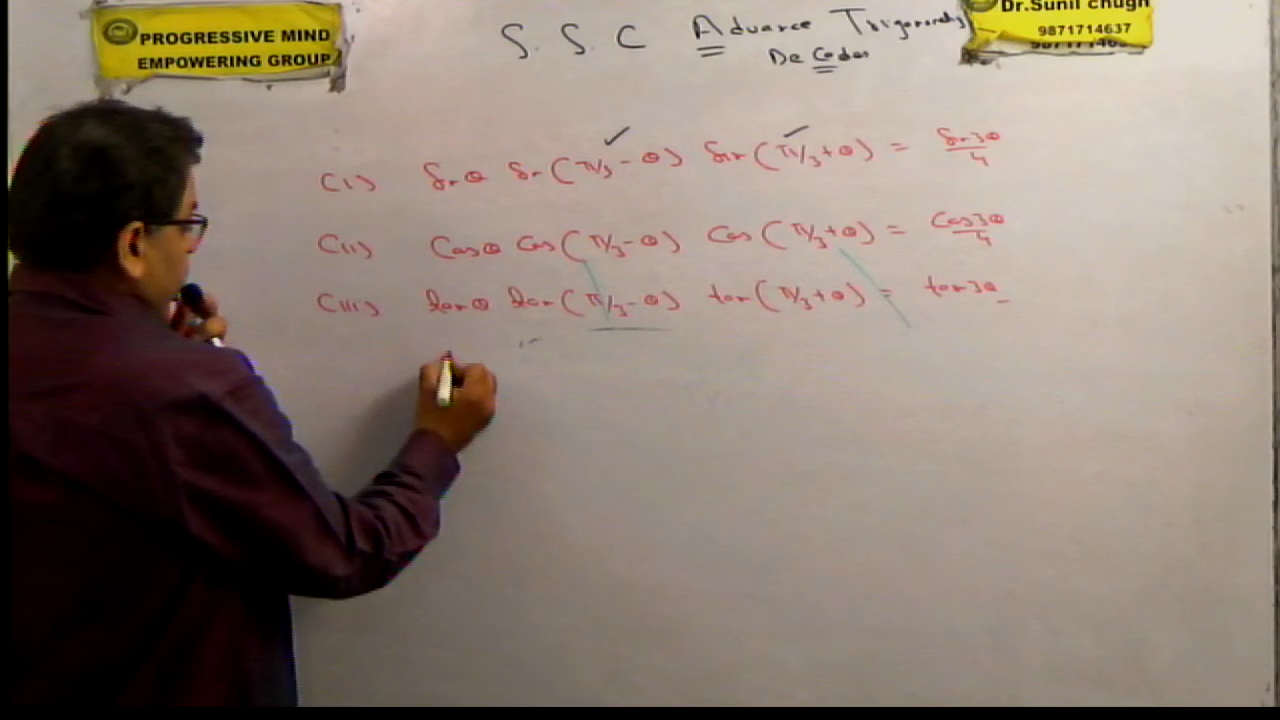 PROGRESSIVE MIND
EMPOWERING GROUP
Dr.Sunil Chugh
9871714637
S. S. C Advance Trigonometry
De Codes
(i) Sinθ Sin(π/3-θ) Sin(π/3+θ) = Sin3θ/4
(ii) Cosθ Cos(π/3-θ) Cos(π/3+θ) = Cos3θ/4
(iii) tanθ tan(π/3-θ) tan(π/3+θ) = tan3θ